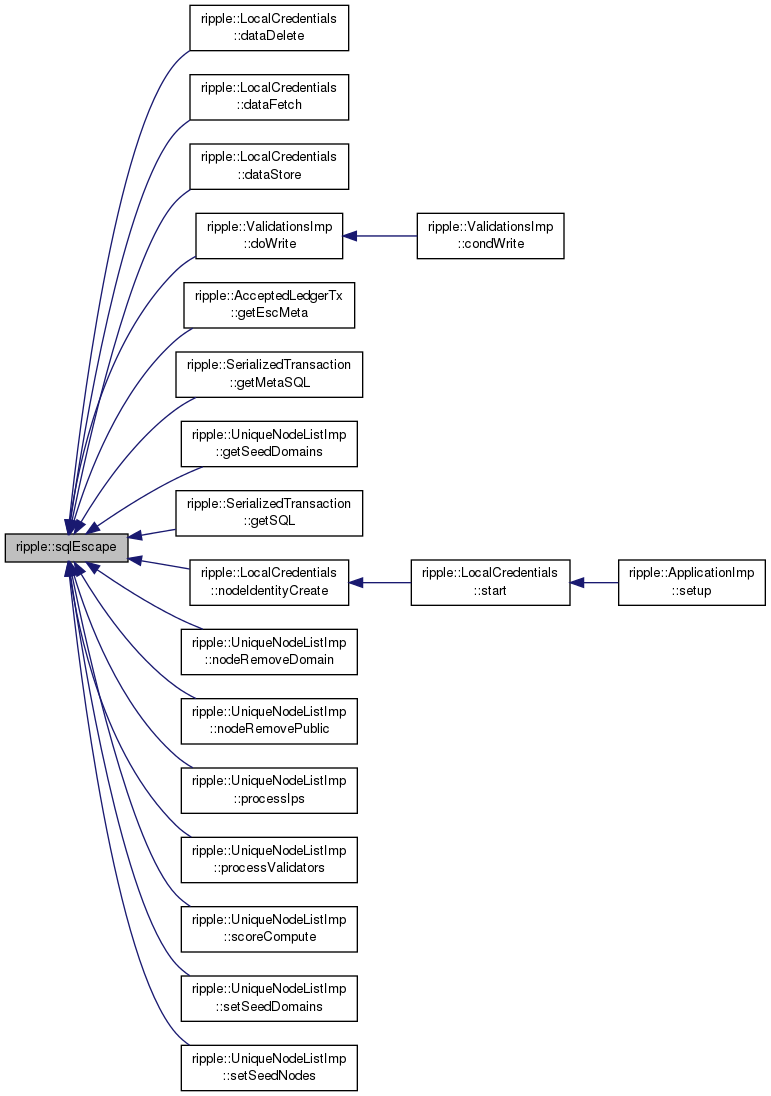 ripple::LocalCredentials
::dataDelete
ripple::LocalCredentials
::dataFetch
ripple::LocalCredentials
::dataStore
ripple::ValidationsImp
::doWrite
ripple::ValidationsImp
::condWrite
ripple::AcceptedLedgerTx
::getEscMeta
ripple::SerializedTransaction
::getMetaSQL
ripple::UniqueNodeListImp
::getSeedDomains
ripple::SerializedTransaction
::getSQL
ripple::sqlEscape
ripple::LocalCredentials
::nodeIdentityCreate
ripple::LocalCredentials
::start
ripple::ApplicationImp
::setup
ripple::UniqueNodeListImp
::nodeRemoveDomain
ripple::UniqueNodeListImp
::nodeRemovePublic
ripple::UniqueNodeListImp
::processIps
ripple::UniqueNodeListImp
::processValidators
ripple::UniqueNodeListImp
::scoreCompute
ripple::UniqueNodeListImp
::setSeedDomains
ripple::UniqueNodeListImp
::setSeedNodes